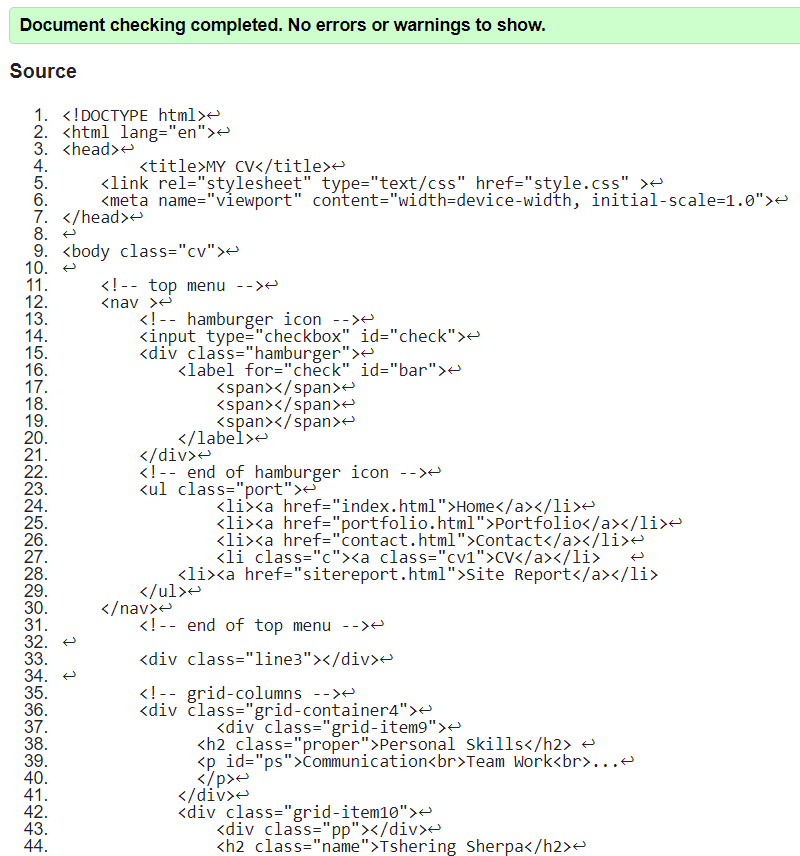 Document checking completed. No errors or warnings to show.
Source
1. <!DOCTYPE html>↩
2. <html lang="en">↩
3. <head>↩
4.         <title>MY CV</title>↩
5.     <link rel="stylesheet" type="text/css" href="style.css" >↩
6.     <meta name="viewport" content="width=device-width, initial-scale=1.0">↩
7. </head>↩
8. ↩
9. <body class="cv">↩
10. ↩
11.     <!-- top menu -->↩
12.     <nav >↩
13.         <!-- hamburger icon -->↩
14.         <input type="checkbox" id="check">↩
15.         <div class="hamburger">↩
16.             <label for="check" id="bar">↩
17.                 <span></span>↩
18.                 <span></span>↩
19.                 <span></span>↩
20.             </label>↩
21.         </div>↩
22.         <!-- end of hamburger icon -->↩
23.         <ul class="port">↩
24.                 <li><a href="index.html">Home</a></li>↩
25.                 <li><a href="portfolio.html">Portfolio</a></li>↩
26.                 <li><a href="contact.html">Contact</a></li>↩
27.                 <li class="c"><a class="cv1">CV</a></li>   ↩
28.             <li><a href="sitereport.html">Site Report</a></li>
29.         </ul>↩
30.     </nav>↩
31.         <!-- end of top menu -->↩
32. ↩
33.         <div class="line3"></div>↩
34. ↩
35.         <!-- grid-columns -->↩
36.         <div class="grid-container4">↩
37.                 <div class="grid-item9">↩
38.               <h2 class="proper">Personal Skills</h2> ↩
39.               <p id="ps">Communication<br>Team Work<br>...↩
40.               </p>↩
41.             </div>↩
42.             <div class="grid-item10">↩
43.                 <div class="pp"></div>↩
44.                 <h2 class="name">Tshering Sherpa</h2>↩